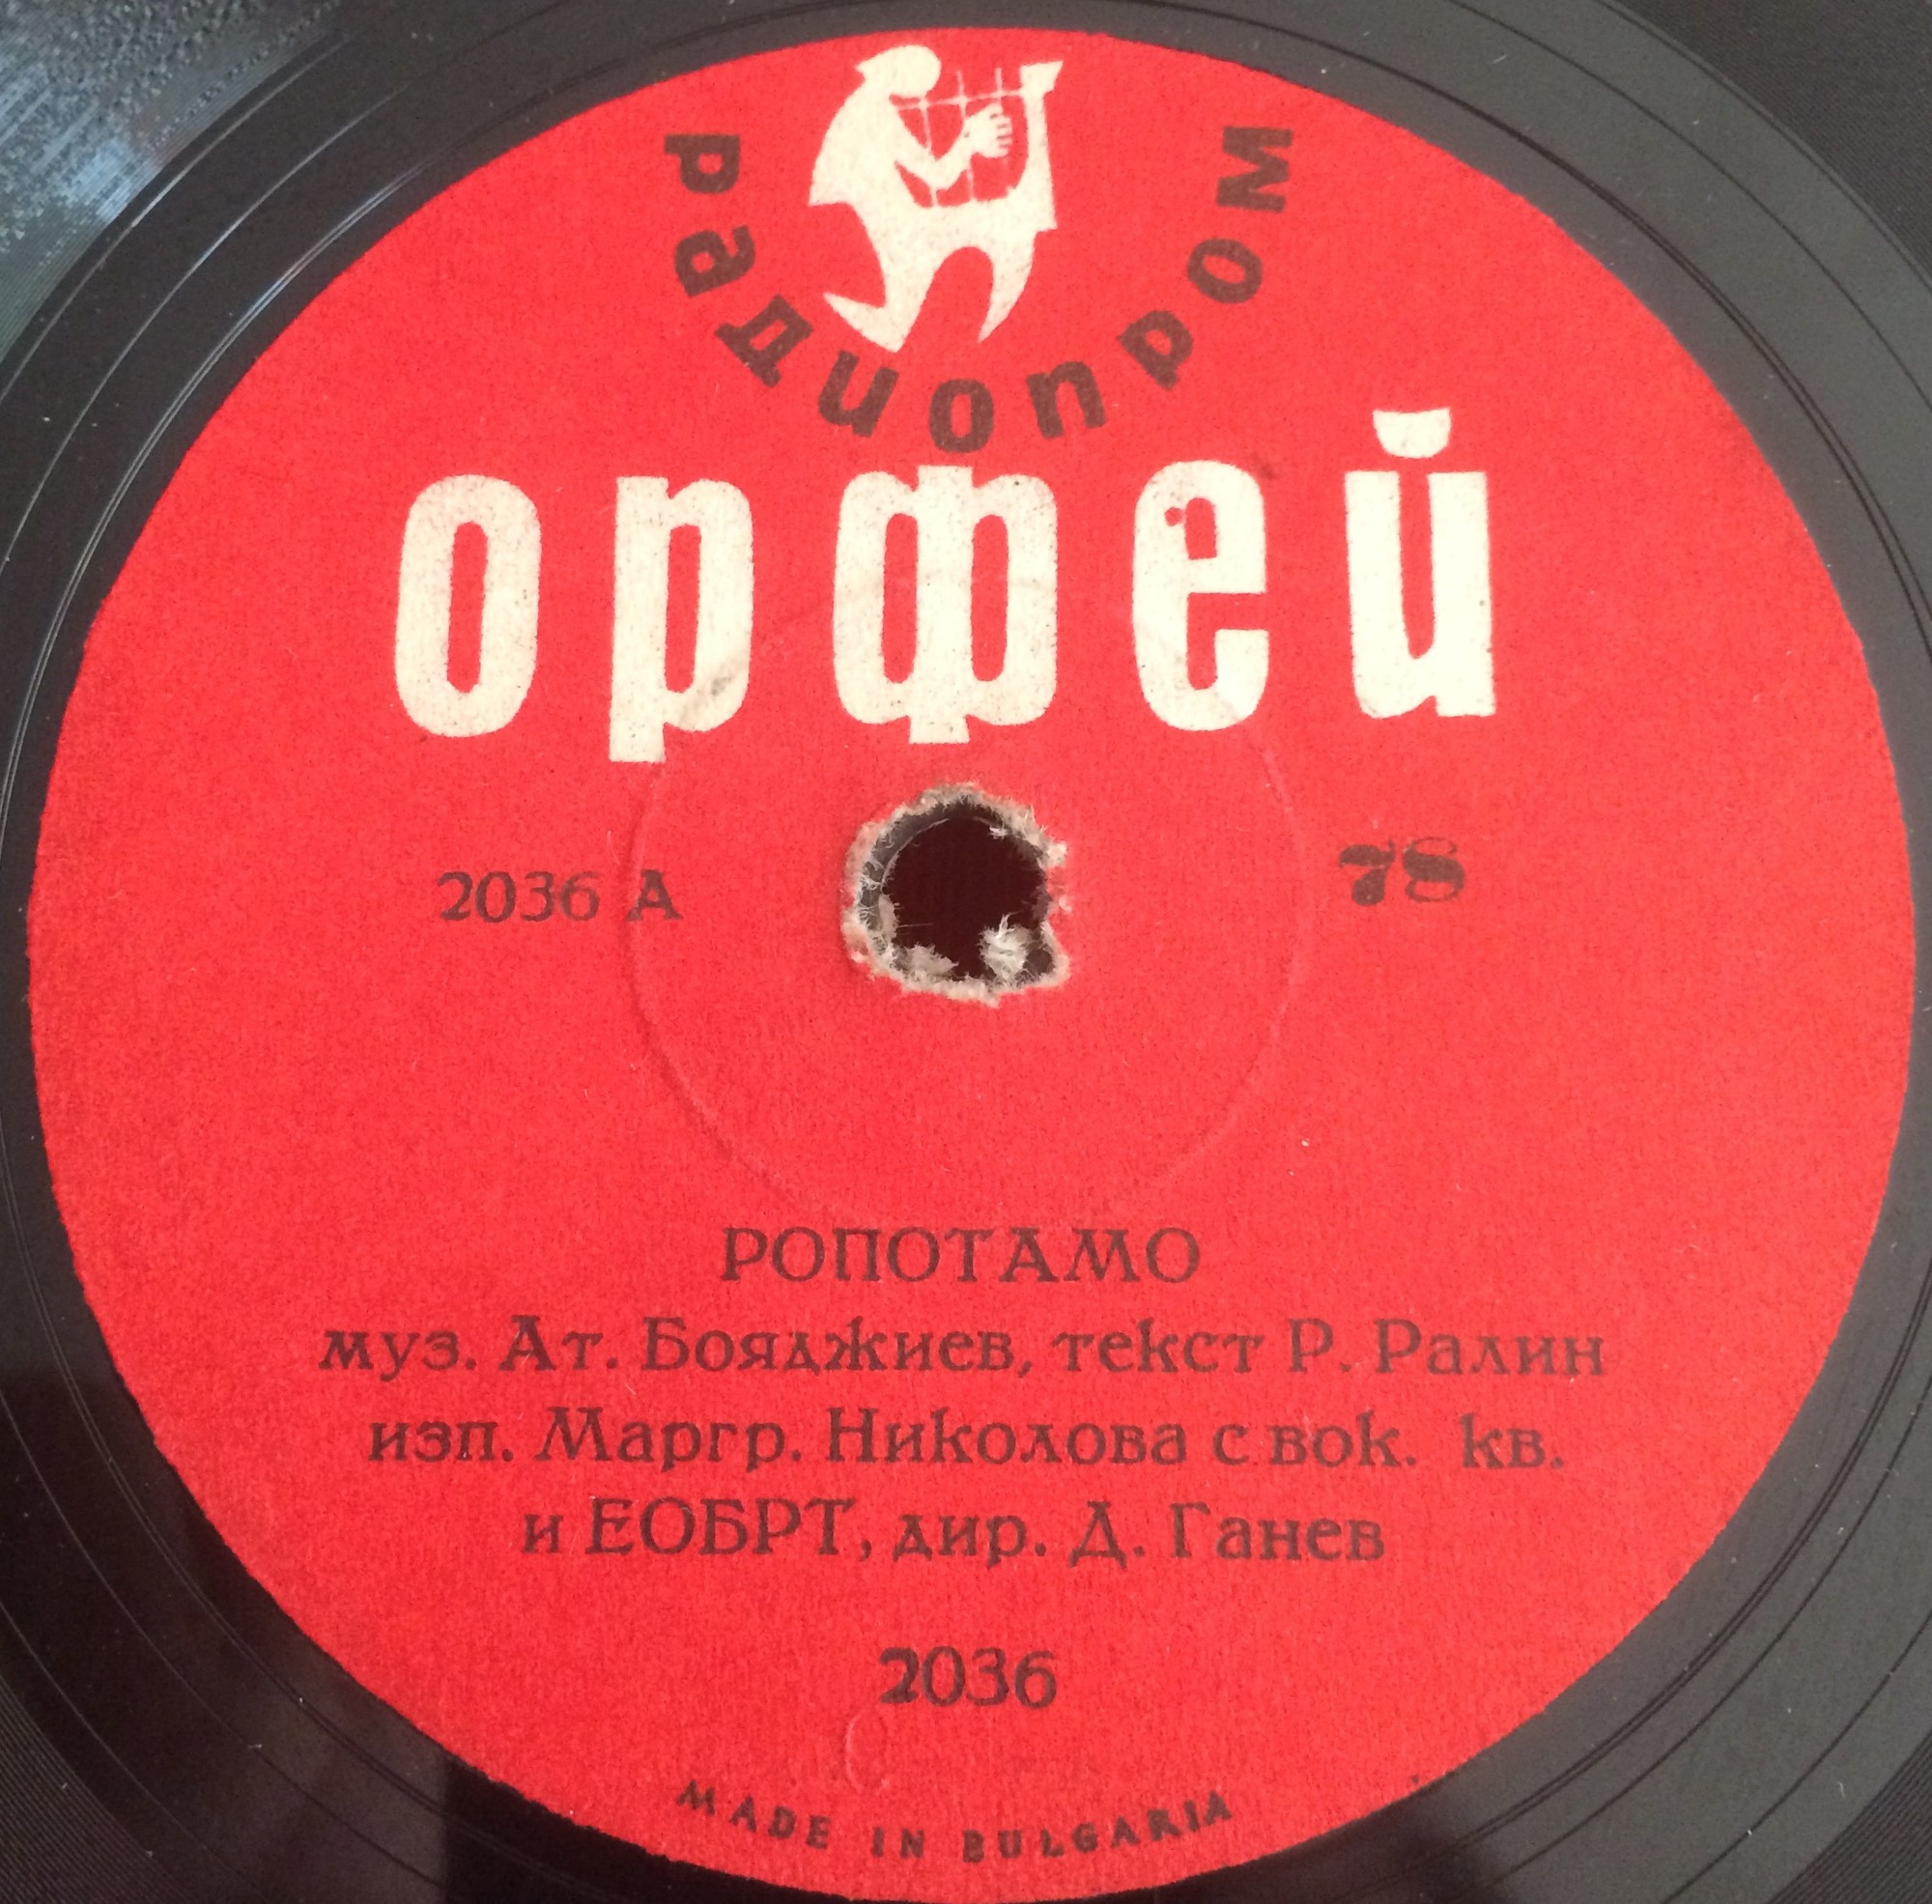 радиопром
орфей
2036 А
78
РОПОТАМО
муз. Ат. Бояджиев, текст Р. Ралин
изп. Маргр. Николова с вок. кв.
и ЕОБРТ, дир. Д. Ганев
2036
MADE IN BULGARIA